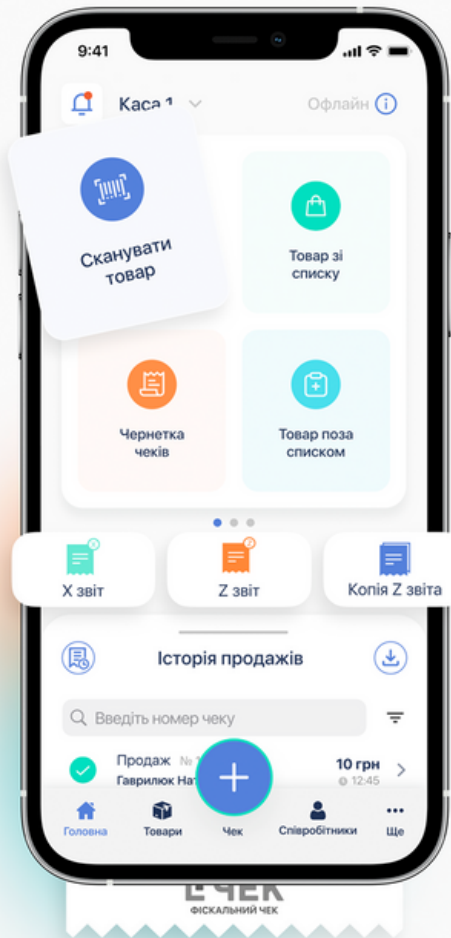 9:41
Каса 1
Офлайн
Сканувати
товар
Товар зі
списку
Чернетка
чеків
Товар поза
списком
X звіт
Z звіт
Копія Z звіта
Історія продажів
Введіть номер чеку
Продаж №
10 грн
Гаврилюк
12:45
Головна
Товари
Чек
Співробітники
Ще
ЧЕК
ФІСКАЛЬНИЙ ЧЕК